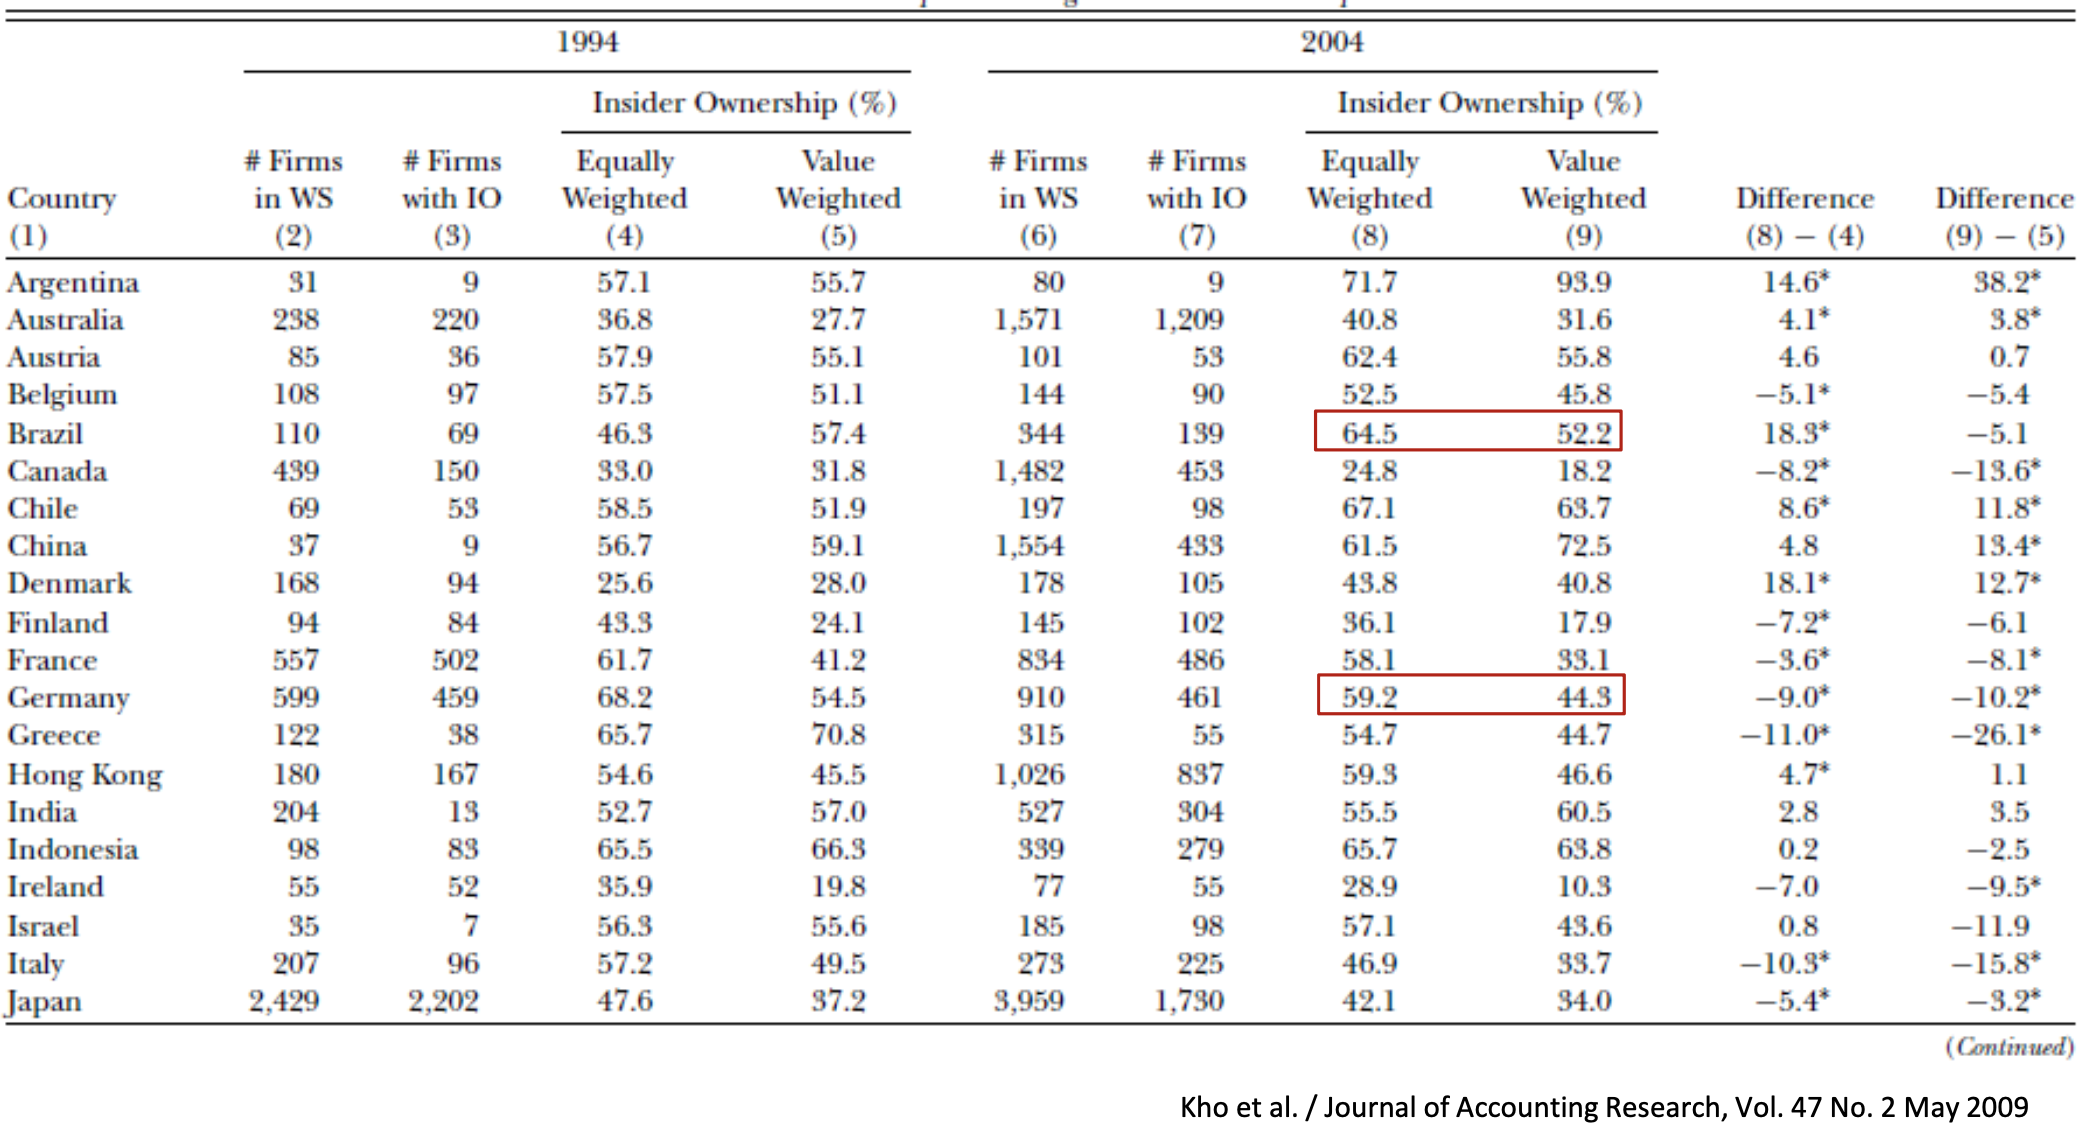 1994 2004
Insider Ownership (%) Insider Ownership (%)
# Firms # Firms Equally Value # Firms # Firms Equally Value
Country in WS with IO Weighted Weighted in WS with IO Weighted Weighted Difference Difference
(1) (2) (3) (4) (5) (6) (7) (8) (9) (8) − (4) (9) − (5)
Argentina 31 9 57.1 55.7 80 9 71.7 93.9 14.6* 38.2*
Australia 238 220 36.8 27.7 1,571 1,209 40.8 31.6 4.1* 3.8*
Austria 85 36 57.9 55.1 101 53 62.4 55.8 4.6 0.7
Belgium 108 97 57.5 51.1 144 90 52.5 45.8 −5.1* −5.4
Brazil 110 69 46.3 57.4 344 139 64.5 52.2 18.3* −5.1
Canada 439 150 33.0 31.8 1,482 453 24.8 18.2 −8.2* −13.6*
Chile 69 53 58.5 51.9 197 98 67.1 63.7 8.6* 11.8*
China 37 9 56.7 59.1 1,554 433 61.5 72.5 4.8 13.4*
Denmark 168 94 25.6 28.0 178 105 43.8 40.8 18.1* 12.7*
Finland 94 84 43.3 24.1 145 102 36.1 17.9 −7.2* −6.1
France 557 502 61.7 41.2 834 486 58.1 33.1 −3.6* −8.1*
Germany 599 459 68.2 54.5 910 461 59.2 44.3 −9.0* −10.2*
Greece 122 38 65.7 70.8 315 55 54.7 44.7 −11.0* −26.1*
Hong Kong 180 167 54.6 45.5 1,026 837 59.3 46.6 4.7* 1.1
India 204 13 52.7 57.0 527 304 55.5 60.5 2.8 3.5
Indonesia 98 83 65.5 66.3 339 279 65.7 63.8 0.2 −2.5
Ireland 55 52 35.9 19.8 77 55 28.9 10.3 −7.0 −9.5*
Israel 35 7 56.3 55.6 185 98 57.1 43.6 0.8 −11.9
Italy 207 96 57.2 49.5 273 225 46.9 33.7 −10.3* −15.8*
Japan 2,429 2,202 47.6 37.2 3,959 1,730 42.1 34.0 −5.4* −3.2*
(Continued)
Kho et al. / Journal of Accounting Research, Vol. 47 No. 2 May 2009